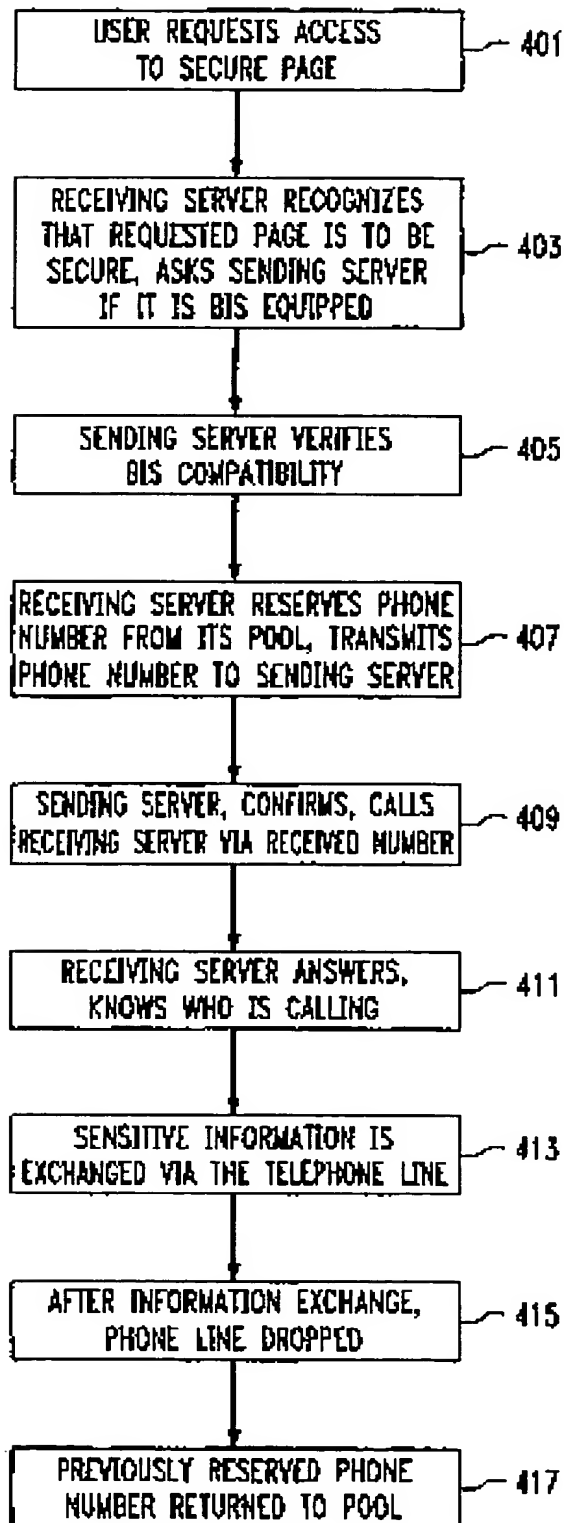 USER REQUESTS ACCESS
TO SECURE PAGE
401
RECEIVING SERVER RECOGNIZES
THAT REQUESTED PAGE IS TO BE
SECURE, ASKS SENDING SERVER
IF IT IS BIS EQUIPPED
403
SENDING SERVER VERIFIES
BIS COMPATIBILITY
405
RECEIVING SERVER RESERVES PHONE
NUMBER FROM ITS POOL, TRANSMITS
PHONE NUMBER TO SENDING SERVER
407
SENDING SERVER, CONFIRMS, CALLS
RECEIVING SERVER VIA RECEIVED NUMBER
409
RECEIVING SERVER ANSWERS,
KNOWS WHO IS CALLING
411
SENSITIVE INFORMATION IS
EXCHANGED VIA THE TELEPHONE LINE
413
AFTER INFORMATION EXCHANGE,
PHONE LINE DROPPED
415
PREVIOUSLY RESERVED PHONE
NUMBER RETURNED TO POOL
417